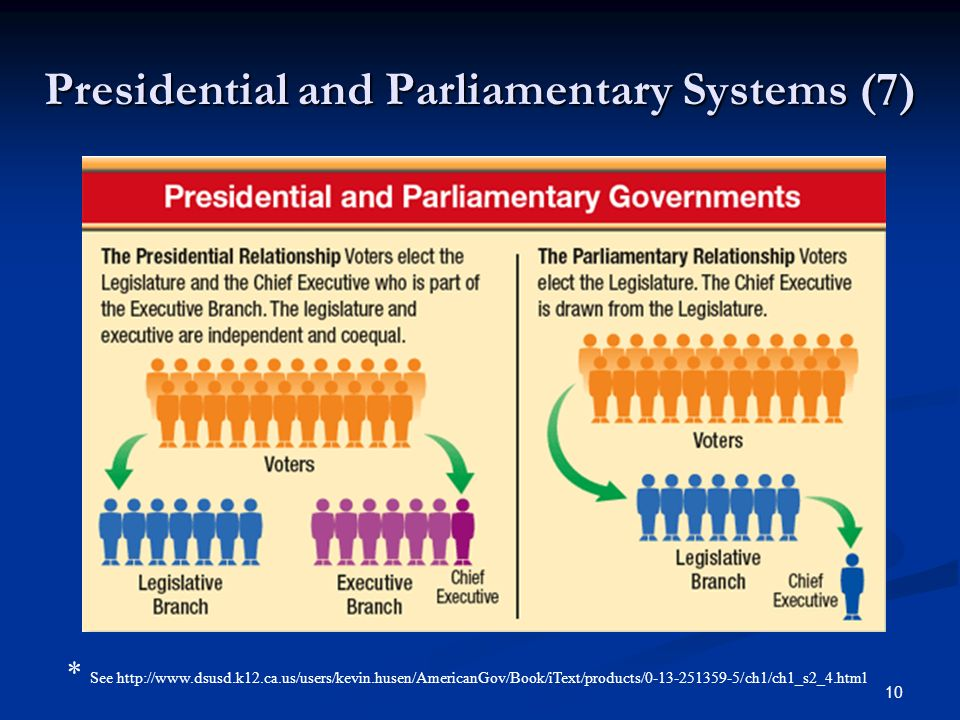 Presidential and Parliamentary Systems (7)
Presidential and Parliamentary Governments
The Presidential Relationship Voters elect the
Legislature and the Chief Executive who is part of
the Executive Branch. The legislature and
executive are independent and coequal.
Voters
Legislative
Branch
Executive
Branch
Chief
Executive
The Parliamentary Relationship Voters
elect the Legislature. The Chief Executive
is drawn from the Legislature.
Voters
Legislative
Branch
Chief
Executive
* See http://www.dsusd.k12.ca.us/users/kevin.husen/AmericanGov/Book/iText/products/0-13-251359-5/ch1/ch1_s2_4.html
10